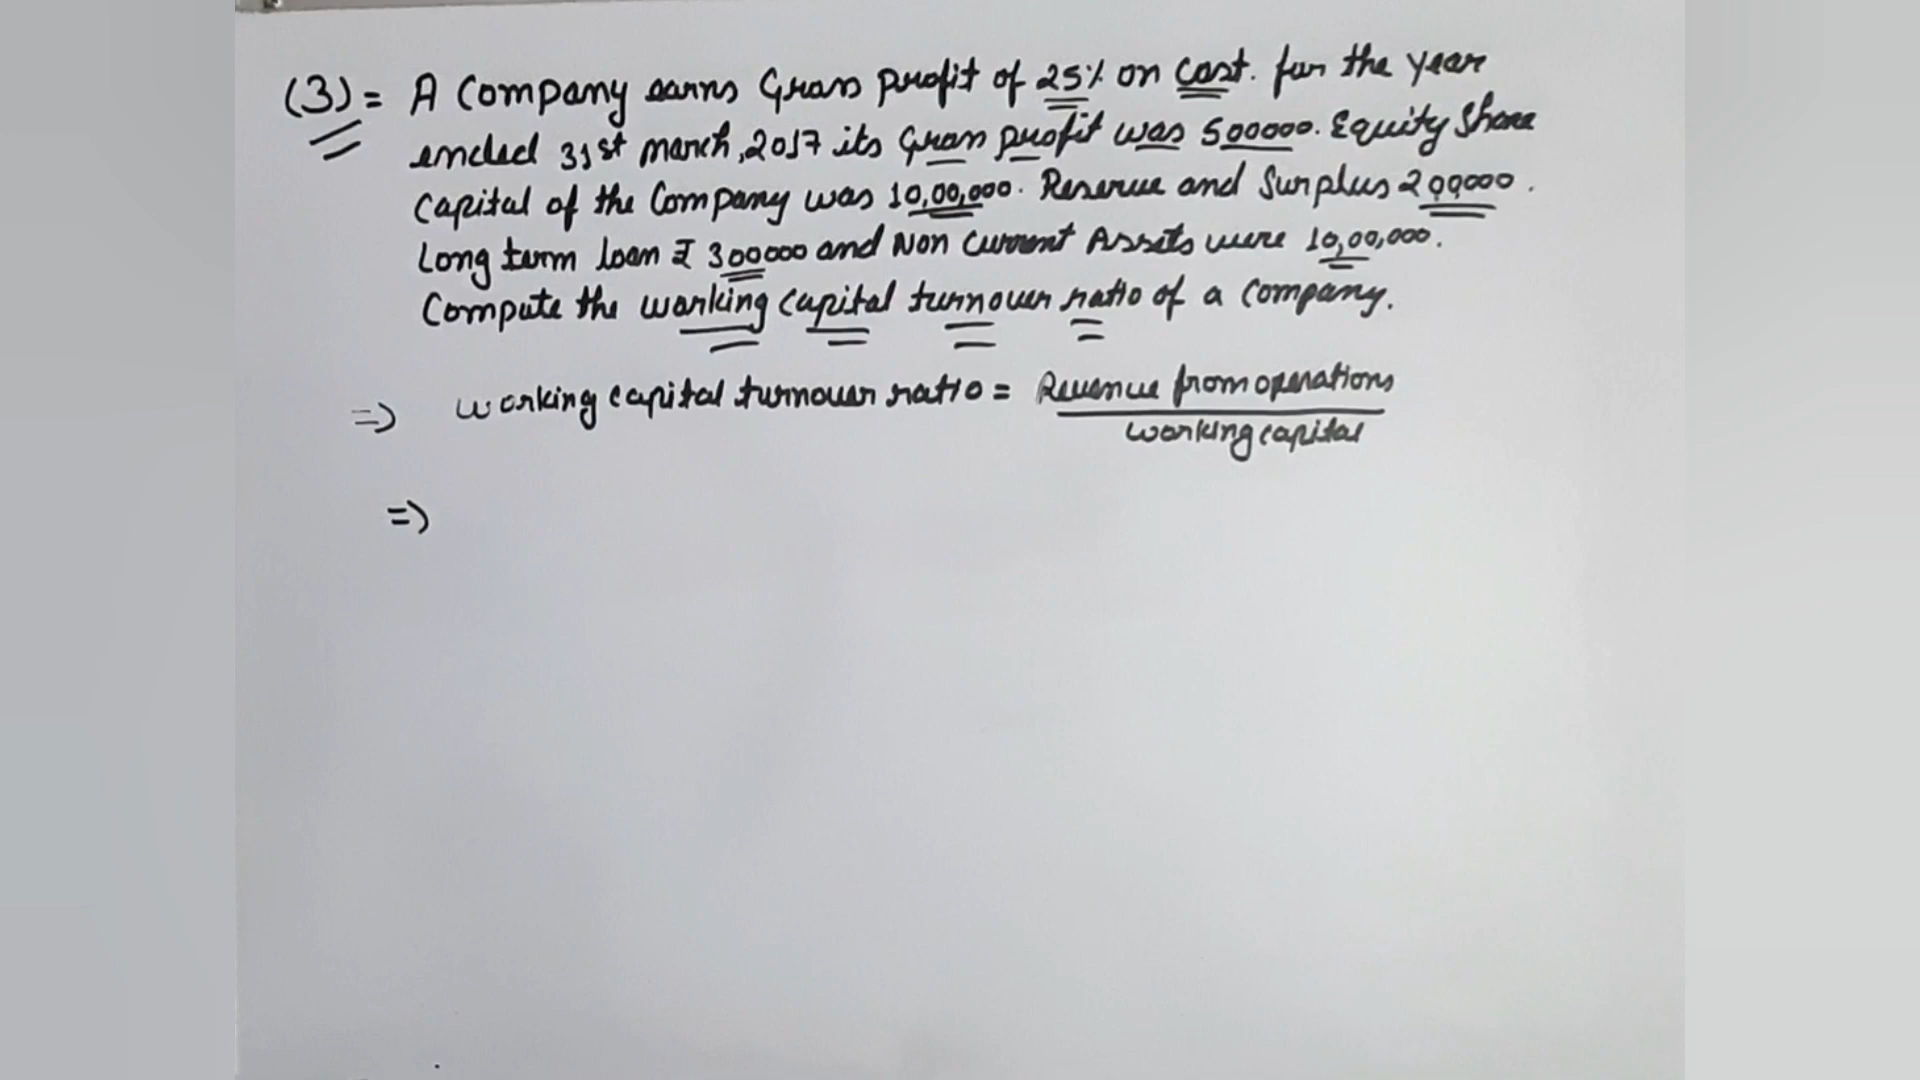 (3) = A Company earns Gross profit of 25% on Cost. for the year
ended 31st march, 2017 its Gross profit was 500000. Equity Share
Capital of the Company was 10,00,000. Reserve and Surplus 200000.
Long term loan ₹ 300000 and Non Current Assets were 10,00,000.
Compute the working Capital turnover ratio of a Company.
=> working capital turnover ratio = Revenue from operations
working capital
=>